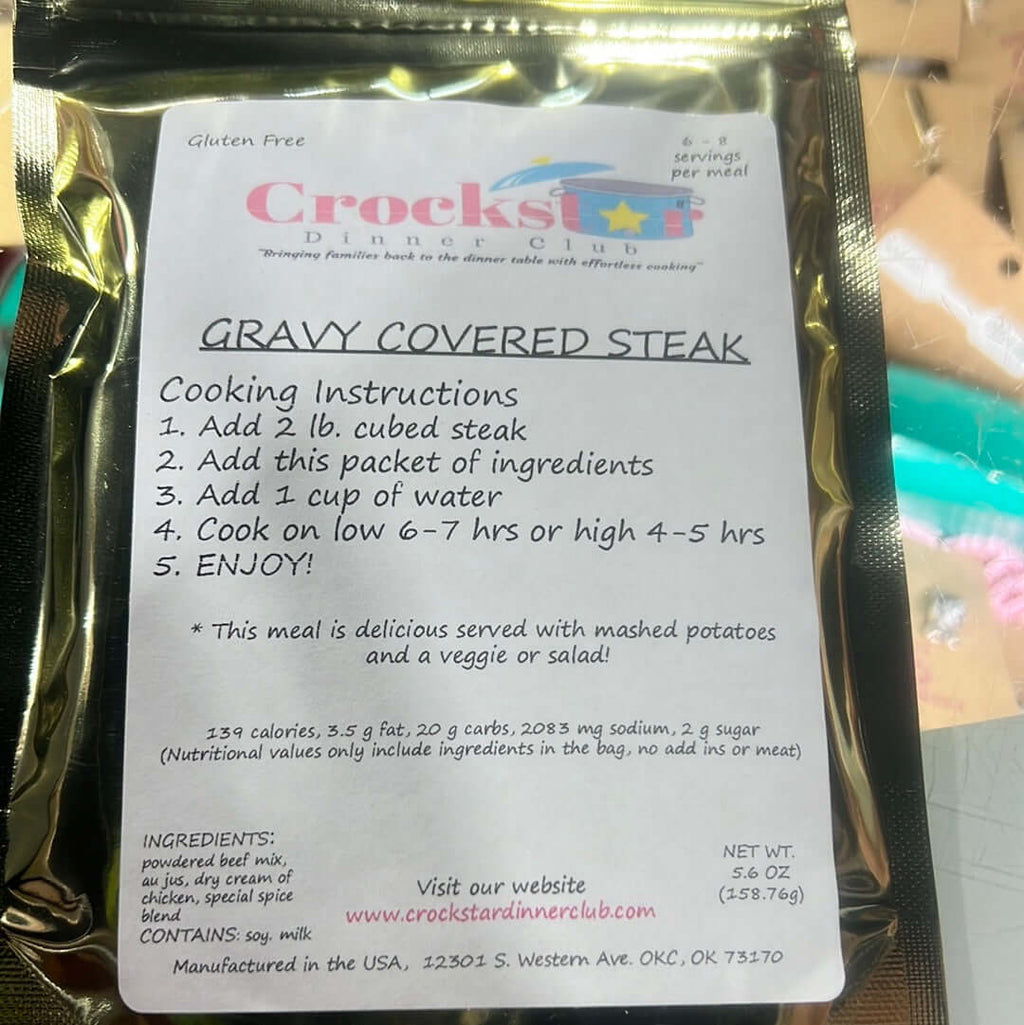 Gluten Free
6 - 8
servings
per meal
Crockstar
Dinner Club
"Bringing families back to the dinner table with effortless cooking"
GRAVY COVERED STEAK
Cooking Instructions
1. Add 2 lb. cubed steak
2. Add this packet of ingredients
3. Add 1 cup of water
4. Cook on low 6-7 hrs or high 4-5 hrs
5. ENJOY!
* This meal is delicious served with mashed potatoes
and a veggie or salad!
139 calories, 3.5 g fat, 20 g carbs, 2083 mg sodium, 2 g sugar
(Nutritional values only include ingredients in the bag, no add ins or meat)
INGREDIENTS:
powdered beef mix,
au jus, dry cream of
chicken, special spice
blend
CONTAINS: soy. milk
Visit our website
www.crockstardinnerclub.com
NET WT.
5.6 OZ
(158.76g)
Manufactured in the USA, 12301 S. Western Ave. OKC, OK 73170